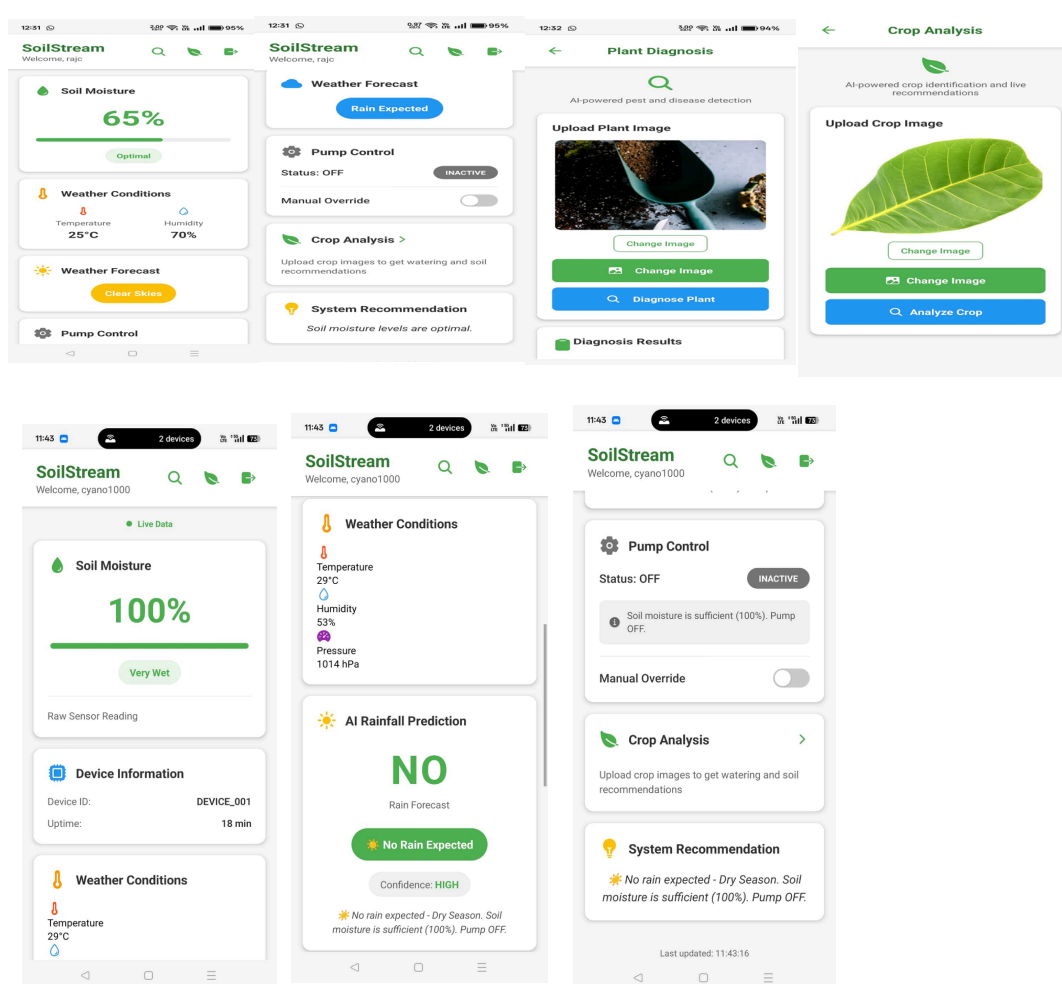 12:31
95%
SoilStream
Welcome, rajc
Soil Moisture
65%
Optimal
Weather Conditions
Temperature
Humidity
25°C
70%
Weather Forecast
Clear Skies
Pump Control
12:31
0.97
95%
SoilStream
Welcome, rajc
Weather Forecast
Rain Expected
Pump Control
Status: OFF
INACTIVE
Manual Override
Crop Analysis >
Upload crop images to get watering and soil
recommendations
System Recommendation
Soil moisture levels are optimal.
12:32
94%
Plant Diagnosis
AI-powered pest and disease detection
Upload Plant Image
Change Image
Change Image
Diagnose Plant
Diagnosis Results
Crop Analysis
AI-powered crop identification and live
recommendations
Upload Crop Image
Change Image
Change Image
Analyze Crop
11:43
2 devices
SoilStream
Welcome, cyano1000
Live Data
Soil Moisture
100%
Very Wet
Raw Sensor Reading
Device Information
Device ID:
DEVICE_001
Uptime:
18 min
Weather Conditions
Temperature
29°C
11:43
2 devices
SoilStream
Welcome, cyano1000
Weather Conditions
Temperature
29°C
Humidity
53%
Pressure
1014 hPa
AI Rainfall Prediction
NO
Rain Forecast
No Rain Expected
Confidence: HIGH
No rain expected - Dry Season. Soil
moisture is sufficient (100%). Pump OFF.
11:43
2 devices
SoilStream
Welcome, cyano1000
Pump Control
Status: OFF
INACTIVE
Soil moisture is sufficient (100%). Pump
OFF.
Manual Override
Crop Analysis
Upload crop images to get watering and soil
recommendations
System Recommendation
No rain expected - Dry Season. Soil
moisture is sufficient (100%). Pump OFF.
Last updated: 11:43:16